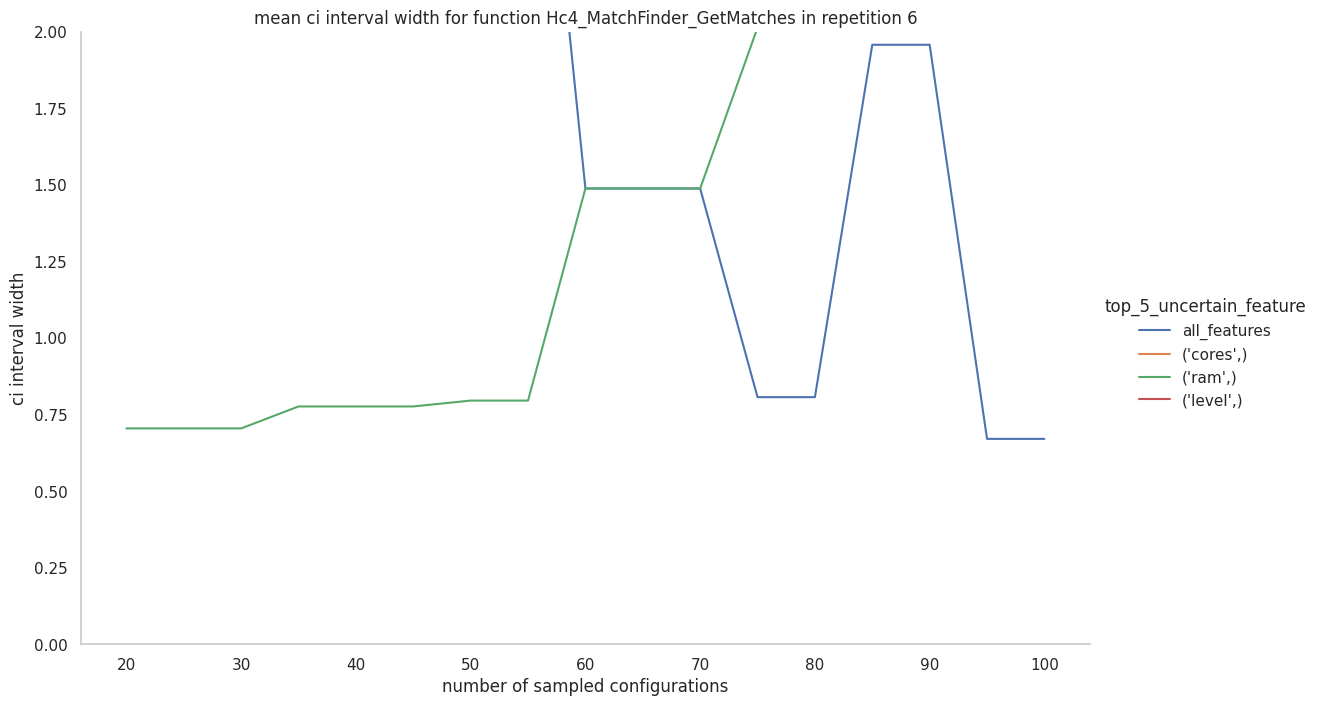 mean ci interval width for function Hc4_MatchFinder_GetMatches in repetition 6
2.00
1.75
1.50
1.25
1.00
0.75
0.50
0.25
0.00
ci interval width
20 30 40 50 60 70 80 90 100
number of sampled configurations
top_5_uncertain_feature
all_features
('cores',)
('ram',)
('level',)